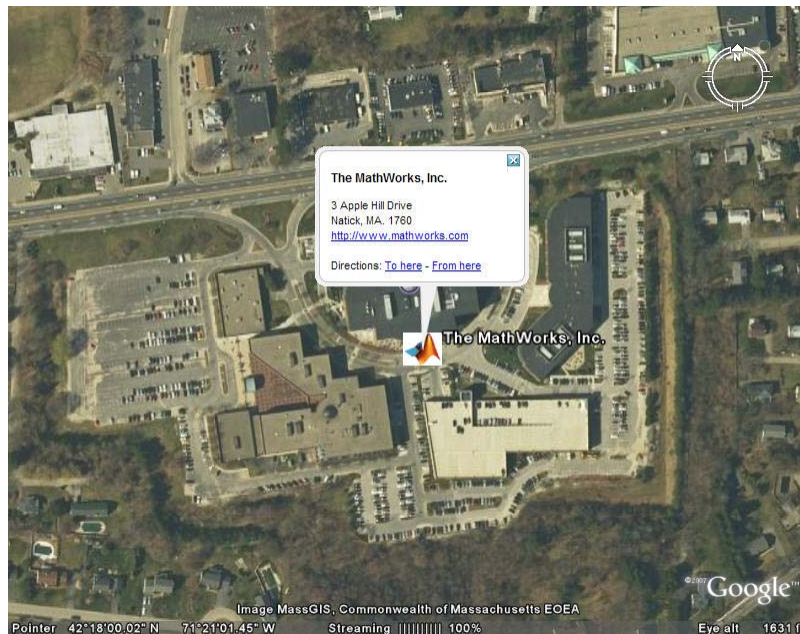 N
The MathWorks, Inc.
3 Apple Hill Drive
Natick, MA. 1760
http://www.mathworks.com
Directions: To here - From here
The MathWorks, Inc.
©2007 Google™
Image MassGIS, Commonwealth of Massachusetts EOEA
Pointer 42°18'00.02" N 71°21'01.45" W Streaming |||||||||| 100% Eye alt 1631 f